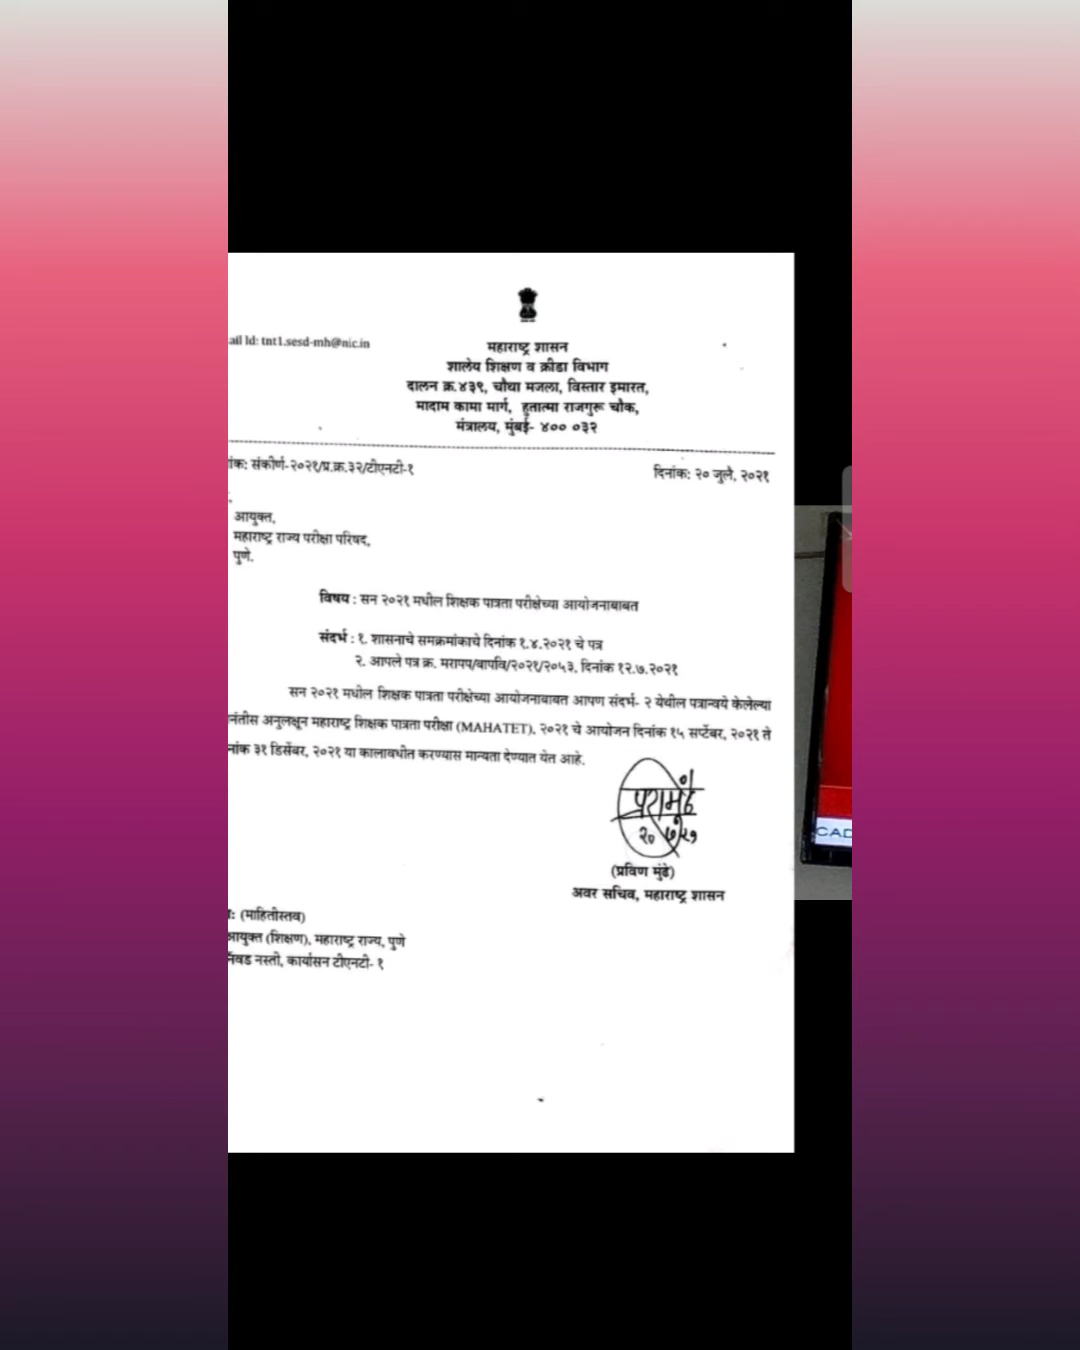 ail Id: tnt1.sesd-mh@nic.in
महाराष्ट्र शासन
शालेय शिक्षण व क्रीडा विभाग
दालन क्र.४३९, चौथा मजला, विस्तार इमारत,
मादाम कामा मार्ग, हुतात्मा राजगुरू चौक,
मंत्रालय, मुंबई- ४०० ०३२
ांक: संकीर्ण-२०२१/प्र.क्र.३२/टीएनटी-१
दिनांक: २० जुलै, २०२१
आयुक्त,
महाराष्ट्र राज्य परीक्षा परिषद,
पुणे.
विषय : सन २०२१ मधील शिक्षक पात्रता परीक्षेच्या आयोजनाबाबत
संदर्भ : १. शासनाचे समक्रमांकाचे दिनांक १.४.२०२१ चे पत्र
२. आपले पत्र क्र. मरापप/बापवि/२०२१/२०५३, दिनांक १२.७.२०२१
सन २०२१ मधील शिक्षक पात्रता परीक्षेच्या आयोजनाबाबत आपण संदर्भ- २ येथील पत्रान्वये केलेल्या
नंतीस अनुलक्षून महाराष्ट्र शिक्षक पात्रता परीक्षा (MAHATET), २०२१ चे आयोजन दिनांक १५ सप्टेंबर, २०२१ ते
नांक ३१ डिसेंबर, २०२१ या कालावधीत करण्यास मान्यता देण्यात येत आहे.
२० ७ २१
(प्रविण मुंढे)
अवर सचिव, महाराष्ट्र शासन
: (माहितीस्तव)
आयुक्त (शिक्षण), महाराष्ट्र राज्य, पुणे
िवड नस्ती, कार्यासन टीएनटी- १
CAD